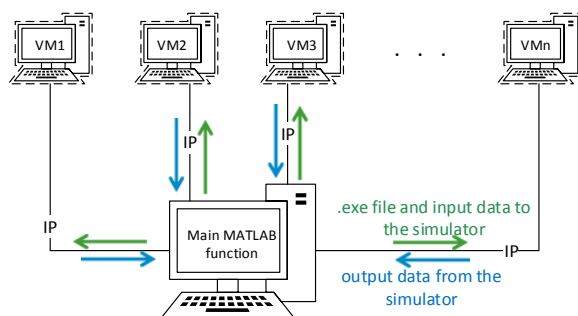 VM1
VM2
VM3
. . .
VMn
IP
IP
IP
IP
Main MATLAB
function
.exe file and input data to
the simulator
output data from the
simulator